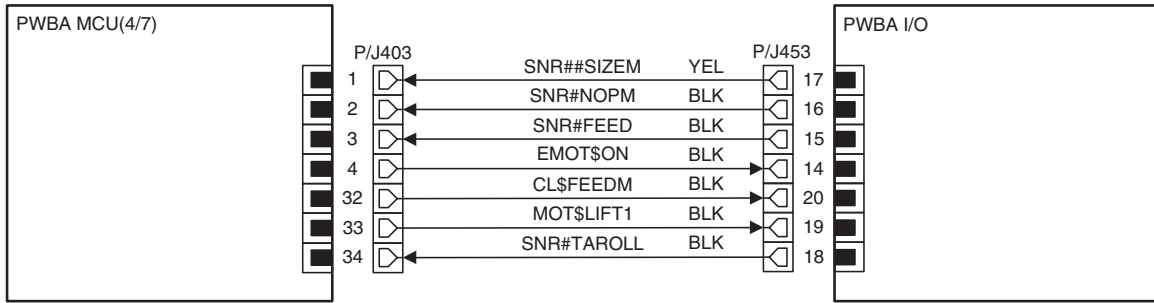 PWBA MCU(4/7)
PWBA I/O
P/J403
P/J453
1 SNR##SIZEM YEL 17
2 SNR#NOPM BLK 16
3 SNR#FEED BLK 15
4 EMOT$ON BLK 14
32 CL$FEEDM BLK 20
33 MOT$LIFT1 BLK 19
34 SNR#TAROLL BLK 18